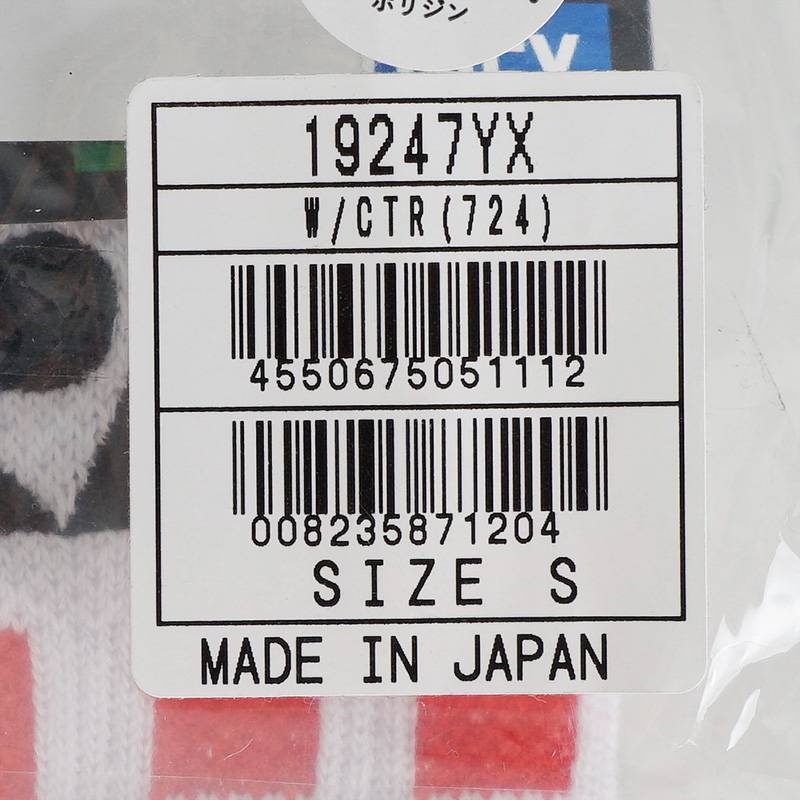 ポリジン
19247YX
W/CTR(724)
4550675051112
008235871204
SIZE S
MADE IN JAPAN